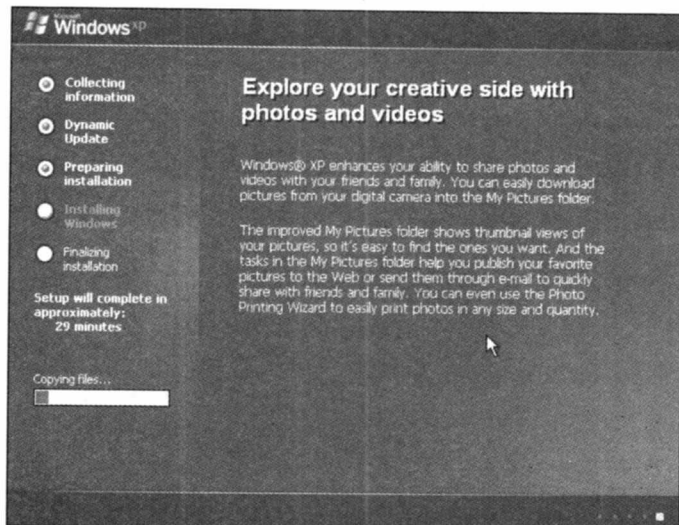 Microsoft
Windows xp
Collecting
information
Dynamic
Update
Preparing
installation
Installing
Windows
Finalizing
installation
Setup will complete in
approximately:
29 minutes
Copying files...
Explore your creative side with
photos and videos
Windows® XP enhances your ability to share photos and
videos with your friends and family. You can easily download
pictures from your digital camera into the My Pictures folder.
The improved My Pictures folder shows thumbnail views of
your pictures, so it's easy to find the ones you want. And the
tasks in the My Pictures folder help you publish your favorite
pictures to the Web or send them through e-mail to quickly
share with friends and family. You can even use the Photo
Printing Wizard to easily print photos in any size and quantity.